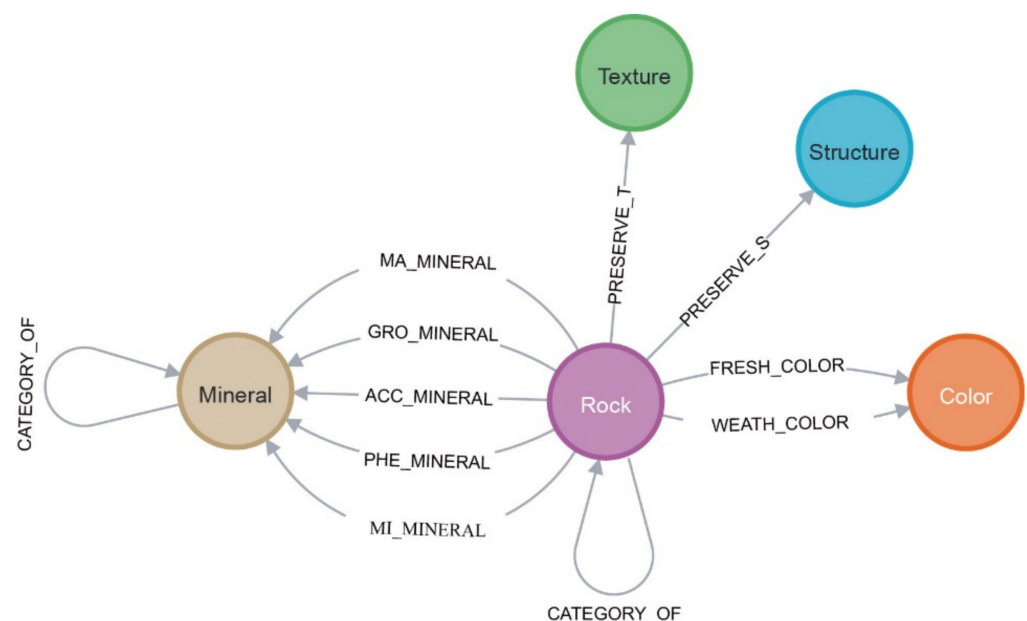 Texture
Structure
PRESERVE_T
PRESERVE_S
MA_MINERAL
GRO_MINERAL
CATEGORY_OF
Mineral
ACC_MINERAL
Rock
FRESH_COLOR
Color
WEATH_COLOR
PHE_MINERAL
MI_MINERAL
CATEGORY_OF